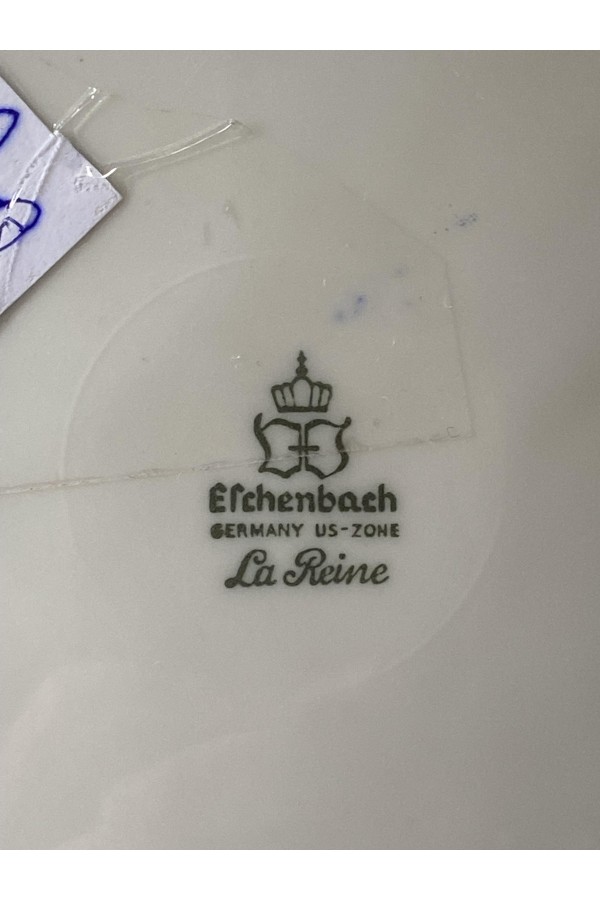 Eſchenbach
GERMANY US-ZONE
La Reine